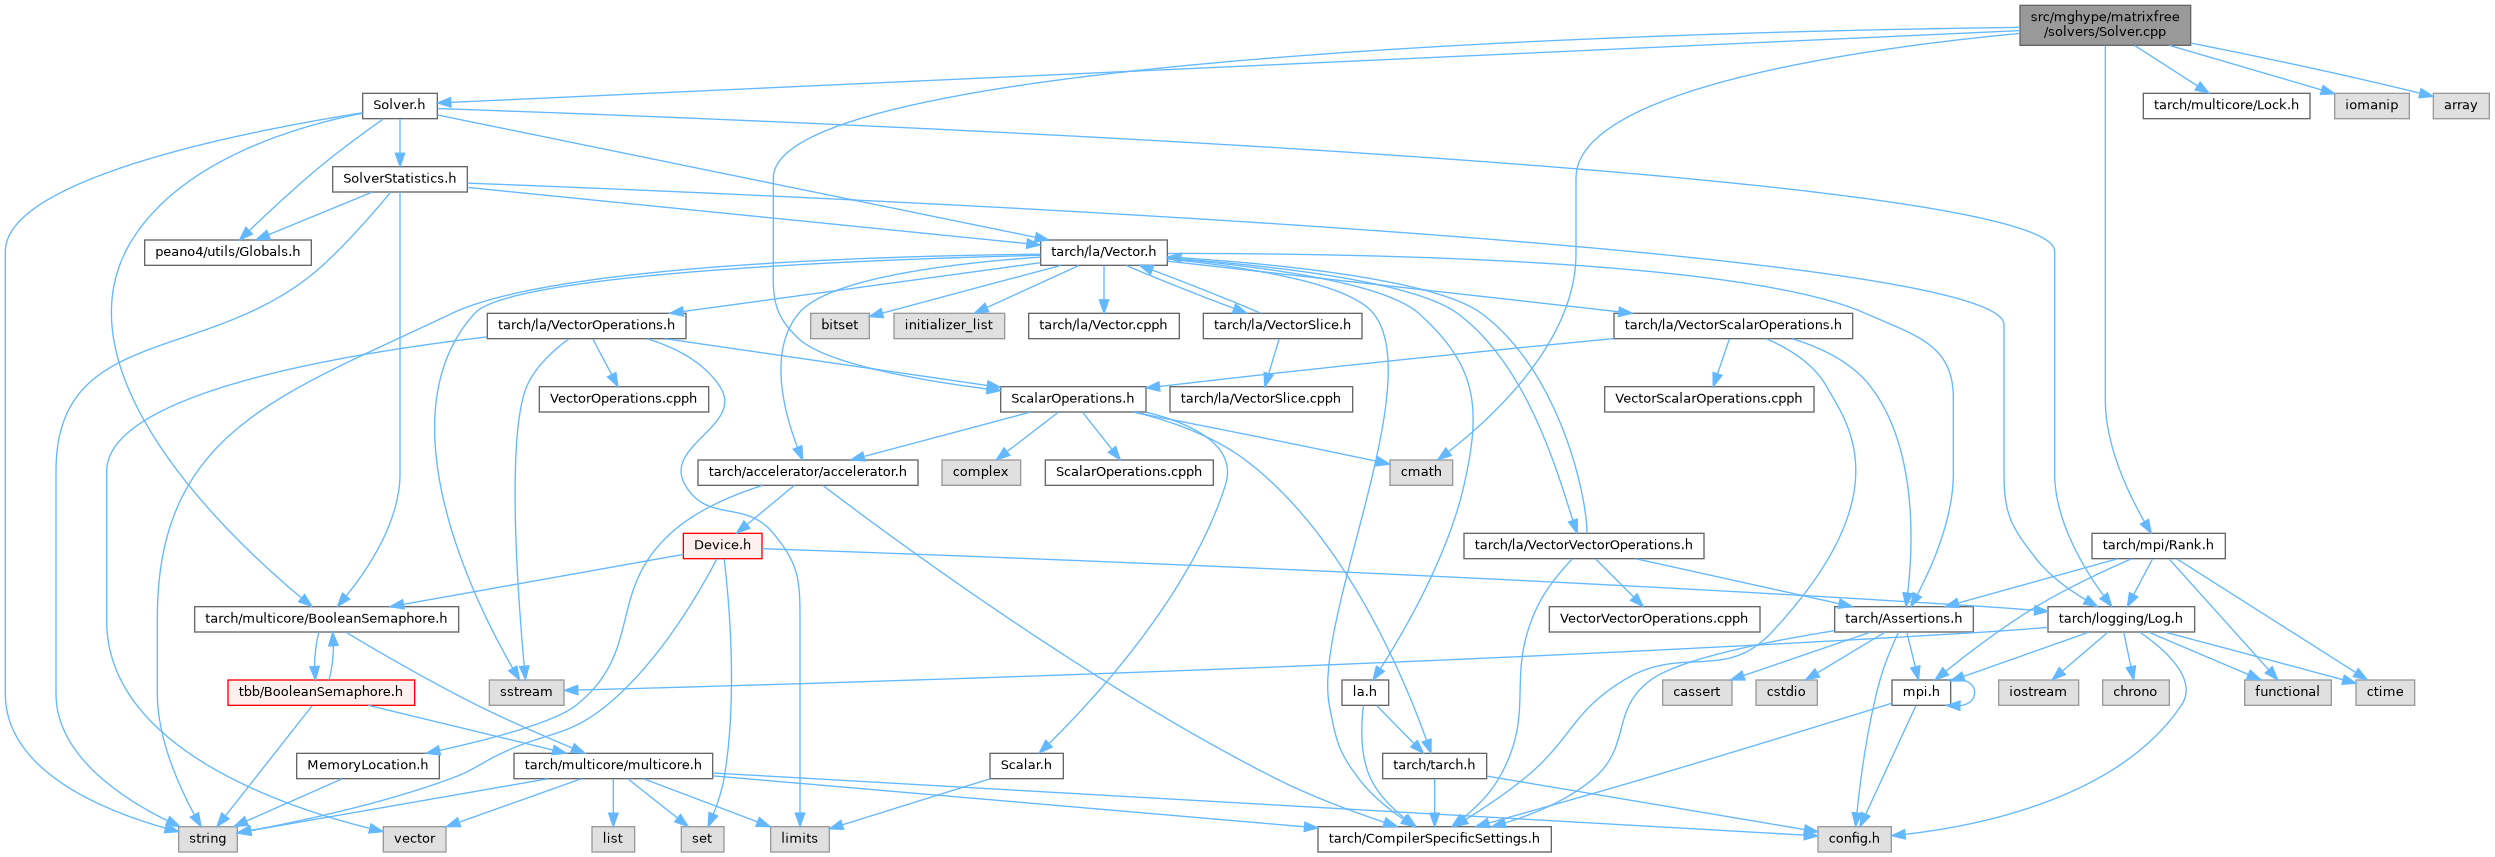 src/mghype/matrixfree
/solvers/Solver.cpp
Solver.h
tarch/multicore/Lock.h
iomanip
array
SolverStatistics.h
peano4/utils/Globals.h
tarch/la/Vector.h
tarch/la/VectorOperations.h
bitset
initializer_list
tarch/la/Vector.cpph
tarch/la/VectorSlice.h
tarch/la/VectorScalarOperations.h
VectorOperations.cpph
ScalarOperations.h
tarch/la/VectorSlice.cpph
VectorScalarOperations.cpph
tarch/accelerator/accelerator.h
complex
ScalarOperations.cpph
cmath
Device.h
tarch/la/VectorVectorOperations.h
tarch/mpi/Rank.h
tarch/multicore/BooleanSemaphore.h
VectorVectorOperations.cpph
tarch/Assertions.h
tarch/logging/Log.h
tbb/BooleanSemaphore.h
sstream
la.h
cassert
cstdio
mpi.h
iostream
chrono
functional
ctime
MemoryLocation.h
tarch/multicore/multicore.h
Scalar.h
tarch/tarch.h
string
vector
list
set
limits
tarch/CompilerSpecificSettings.h
config.h